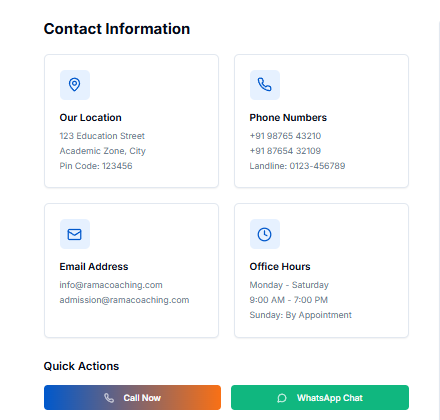 Contact Information
Our Location
123 Education Street
Academic Zone, City
Pin Code: 123456
Phone Numbers
+91 98765 43210
+91 87654 32109
Landline: 0123-456789
Email Address
info@ramacoaching.com
admission@ramacoaching.com
Office Hours
Monday - Saturday
9:00 AM - 7:00 PM
Sunday: By Appointment
Quick Actions
Call Now
WhatsApp Chat